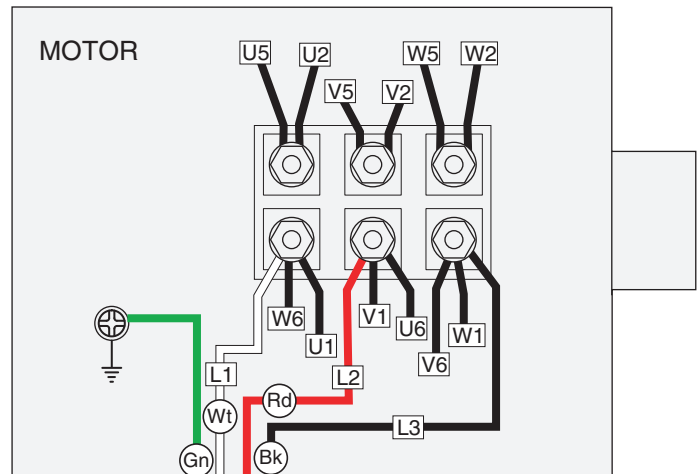 MOTOR
U5 U2 W5 W2
V5 V2
W6 V1 U6
U1 W1
V6
L1 L2
Wt Rd L3
Gn Bk